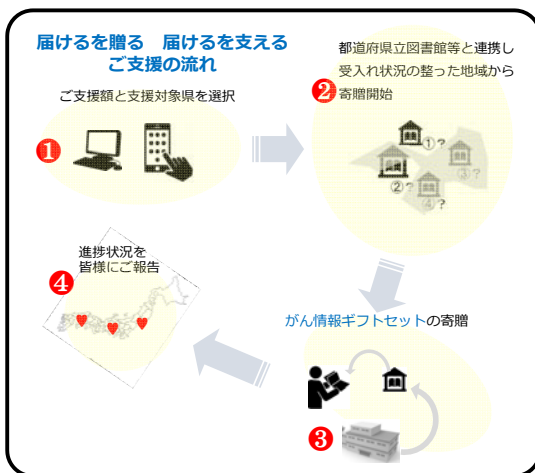 届けるを贈る　届けるを支える
ご支援の流れ
ご支援額と支援対象県を選択
❶
都道府県立図書館等と連携し
受入れ状況の整った地域から
寄贈開始
❷
①?
②?
③?
④?
がん情報ギフトセットの寄贈
❸
進捗状況を
皆様にご報告
❹